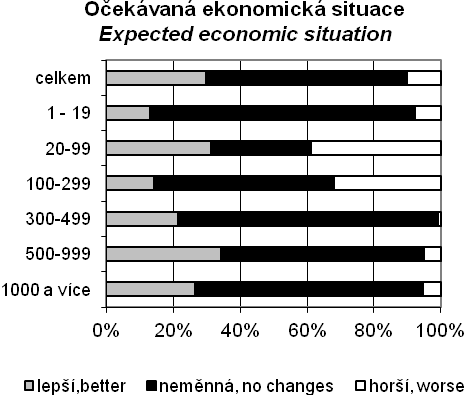 Očekávaná ekonomická situace
Expected economic situation
celkem
1 - 19
20-99
100-299
300-499
500-999
1000 a více
0% 20% 40% 60% 80% 100%
lepší,better neměnná, no changes horší, worse